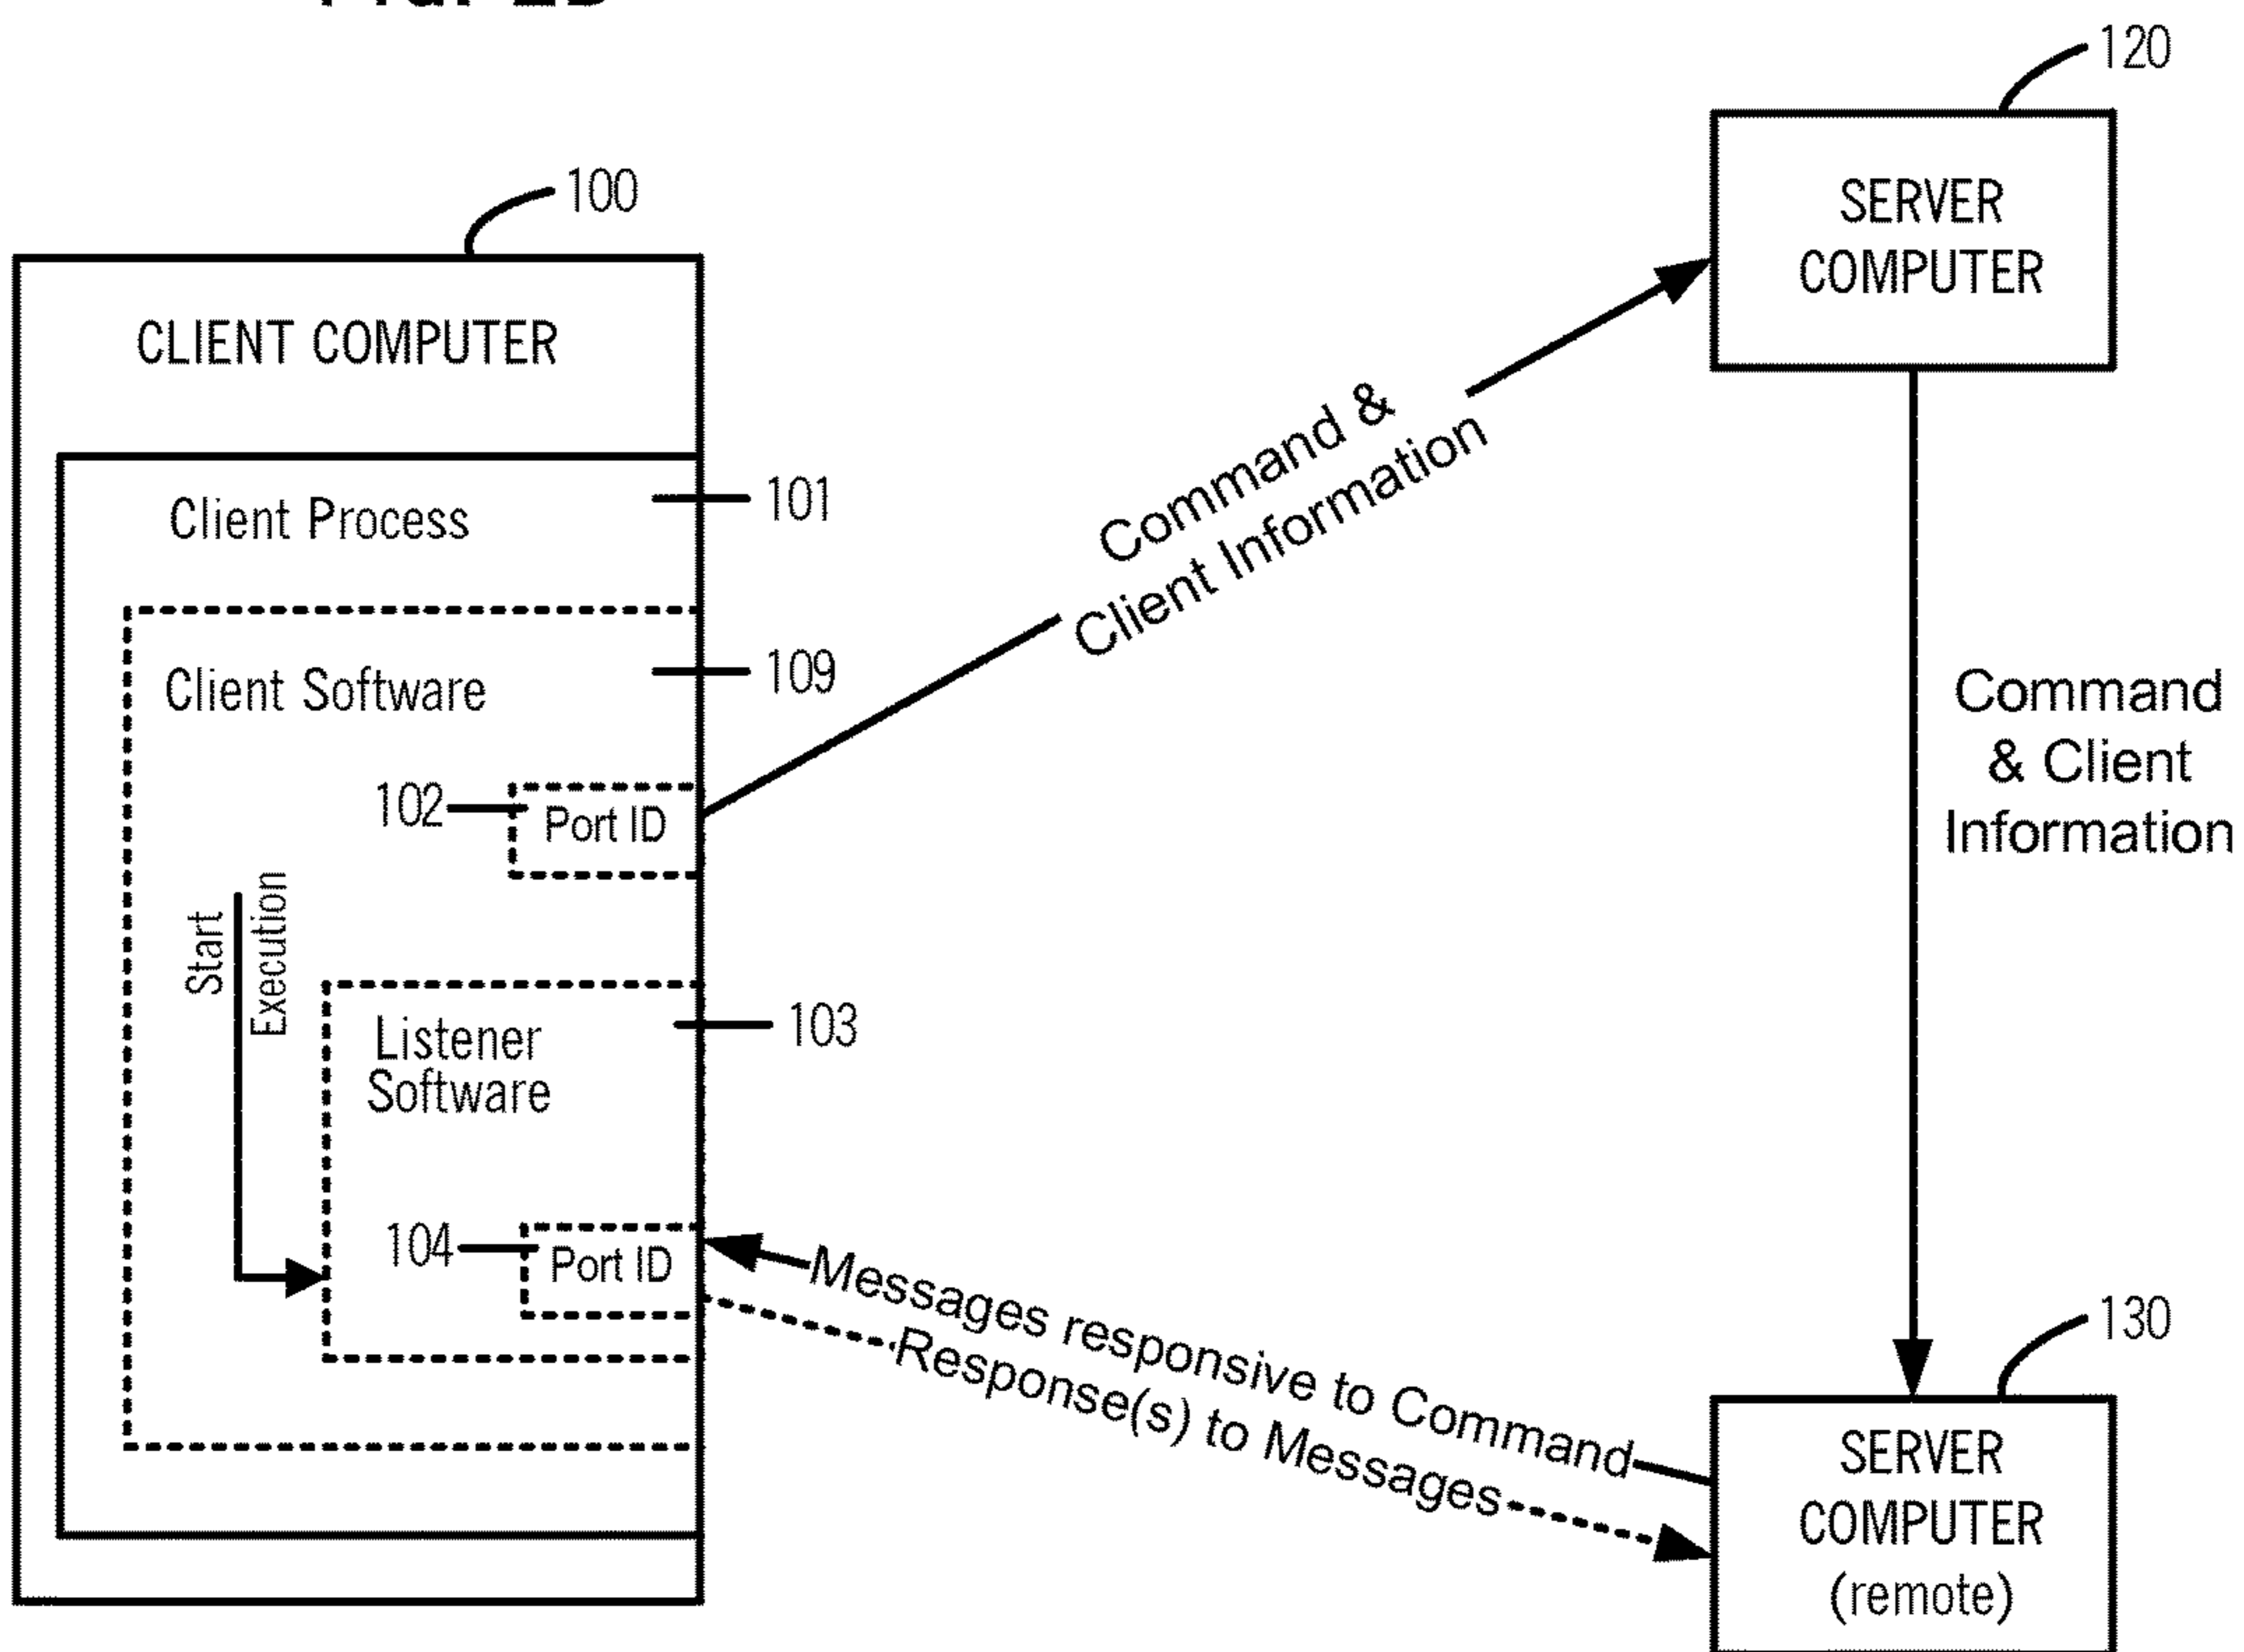 120
SERVER
COMPUTER
100
CLIENT COMPUTER
Client Process
101
Client Software
109
102
Port ID
Start
Execution
Listener
Software
103
104
Port ID
Command &
Client Information
Command
& Client
Information
Messages responsive to Command
Response(s) to Messages
130
SERVER
COMPUTER
(remote)